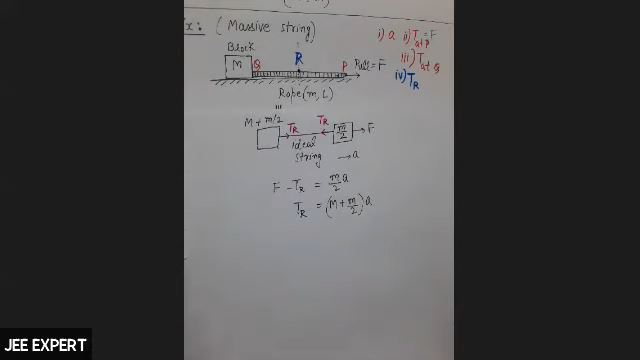 x: (Massive string)
i) a ii) T at P = F
iii) T at Q
iv) T_R
Block
M Q R P Pull = F
Rope (m, L)
M + m/2
T_R T_R m/2 F
ideal
string → a
F - T_R = m/2 a
T_R = (M + m/2) a
JEE EXPERT